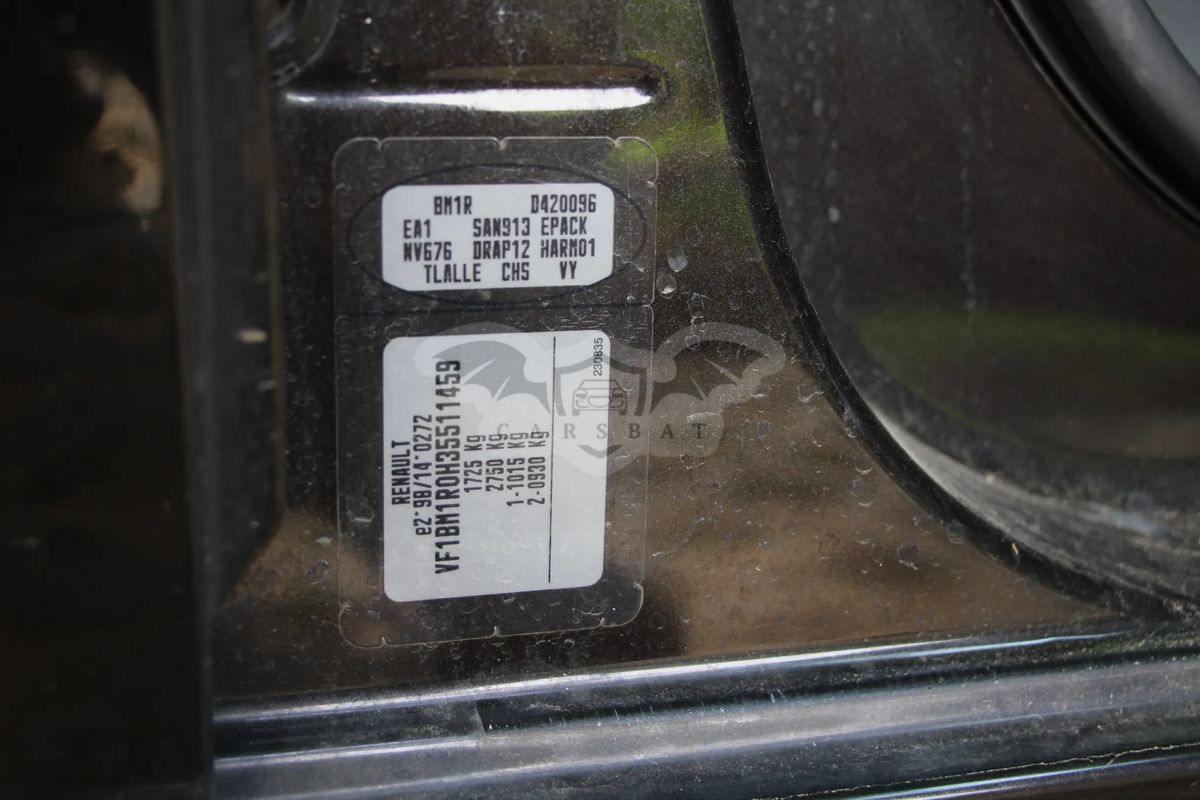 BM1R D420096
EA1 SAN913 EPACK
NV676 DRAP12 HARM01
TLALLE CHS VY
RENAULT
e2*98/14*0272
VF1BM1R0H35511459
1725 Kg
2750 Kg
1-1015 Kg
2-0930 Kg
230835
CARSBAT